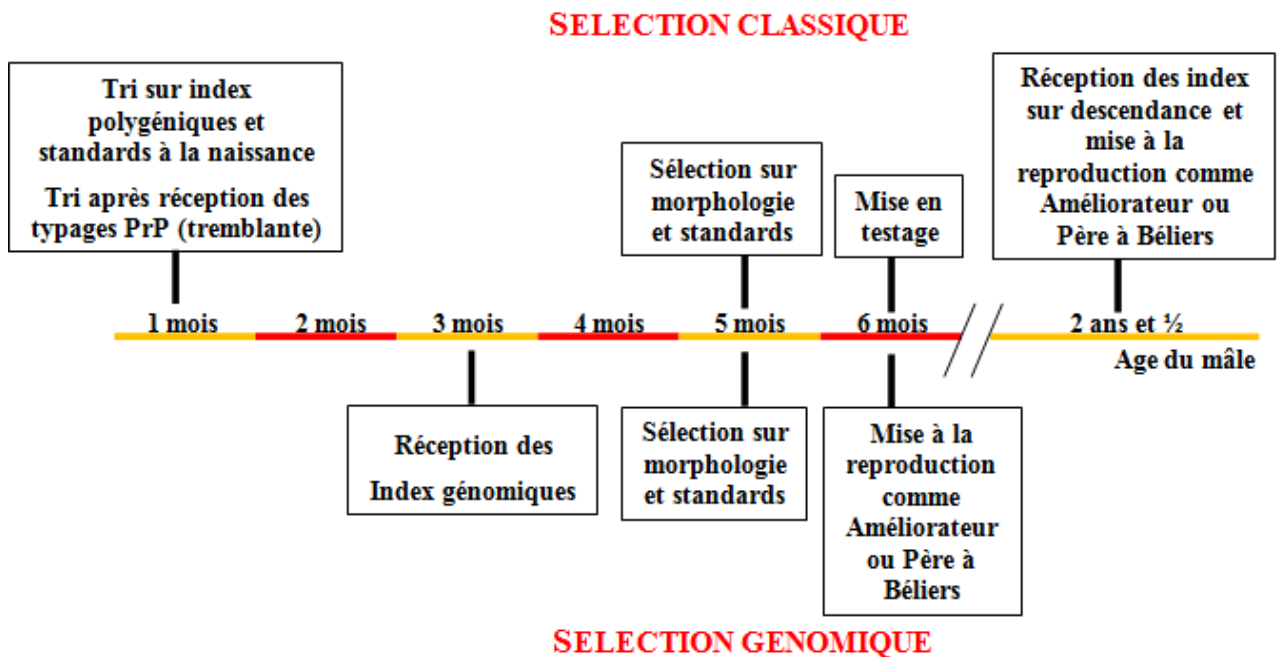 SELECTION CLASSIQUE
Tri sur index
polygéniques et
standards à la naissance
Tri après réception des
typages PrP (tremblante)
Sélection sur
morphologie
et standards
Mise en
testage
Réception des index
sur descendance et
mise à la
reproduction comme
Améliorateur ou
Père à Béliers
1 mois
2 mois
3 mois
4 mois
5 mois
6 mois
2 ans et ½
Age du mâle
Réception des
Index génomiques
Sélection sur
morphologie
et standards
Mise à la
reproduction
comme
Améliorateur
ou Père à
Béliers
SELECTION GENOMIQUE